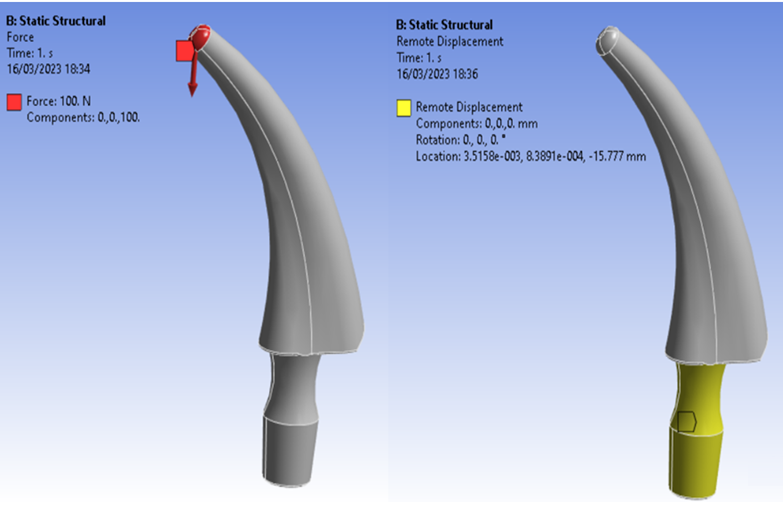 B: Static Structural
Force
Time: 1. s
16/03/2023 18:34
Force: 100. N
Components: 0.,0.,100.
B: Static Structural
Remote Displacement
Time: 1. s
16/03/2023 18:36
Remote Displacement
Components: 0.,0.,0. mm
Rotation: 0., 0., 0. °
Location: 3.5158e-003, 8.3891e-004, -15.777 mm